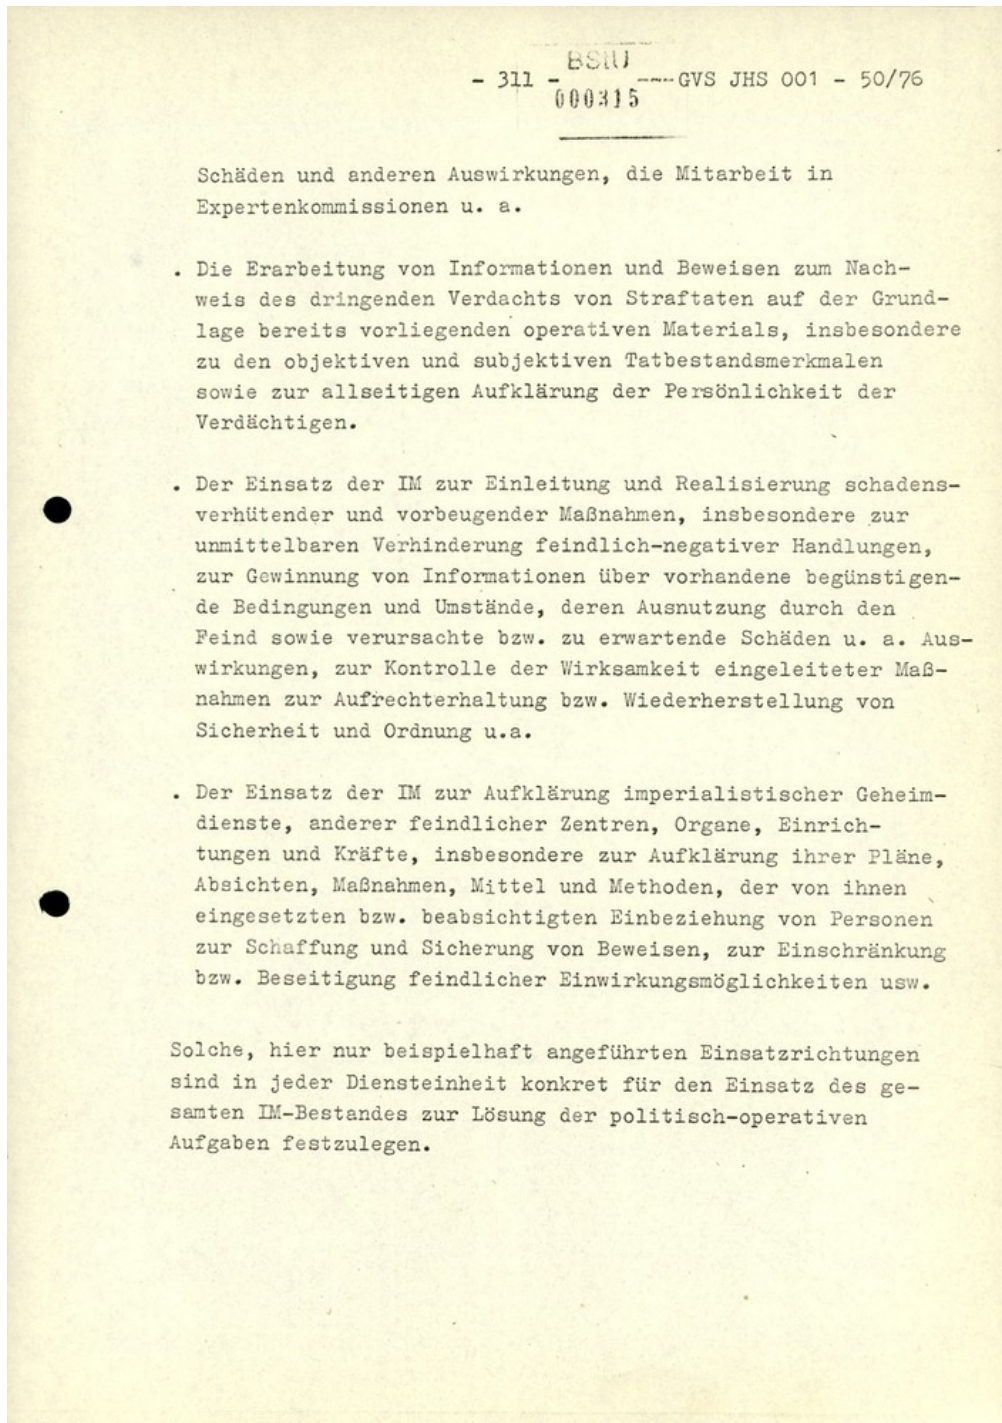 BStU
- 311 - ---GVS JHS 001 - 50/76
000315
Schäden und anderen Auswirkungen, die Mitarbeit in
Expertenkommissionen u. a.
. Die Erarbeitung von Informationen und Beweisen zum Nach-
weis des dringenden Verdachts von Straftaten auf der Grund-
lage bereits vorliegenden operativen Materials, insbesondere
zu den objektiven und subjektiven Tatbestandsmerkmalen
sowie zur allseitigen Aufklärung der Persönlichkeit der
Verdächtigen.
. Der Einsatz der IM zur Einleitung und Realisierung schadens-
verhütender und vorbeugender Maßnahmen, insbesondere zur
unmittelbaren Verhinderung feindlich-negativer Handlungen,
zur Gewinnung von Informationen über vorhandene begünstigen-
de Bedingungen und Umstände, deren Ausnutzung durch den
Feind sowie verursachte bzw. zu erwartende Schäden u. a. Aus-
wirkungen, zur Kontrolle der Wirksamkeit eingeleiteter Maß-
nahmen zur Aufrechterhaltung bzw. Wiederherstellung von
Sicherheit und Ordnung u.a.
. Der Einsatz der IM zur Aufklärung imperialistischer Geheim-
dienste, anderer feindlicher Zentren, Organe, Einrich-
tungen und Kräfte, insbesondere zur Aufklärung ihrer Pläne,
Absichten, Maßnahmen, Mittel und Methoden, der von ihnen
eingesetzten bzw. beabsichtigten Einbeziehung von Personen
zur Schaffung und Sicherung von Beweisen, zur Einschränkung
bzw. Beseitigung feindlicher Einwirkungsmöglichkeiten usw.
Solche, hier nur beispielhaft angeführten Einsatzrichtungen
sind in jeder Diensteinheit konkret für den Einsatz des ge-
samten IM-Bestandes zur Lösung der politisch-operativen
Aufgaben festzulegen.